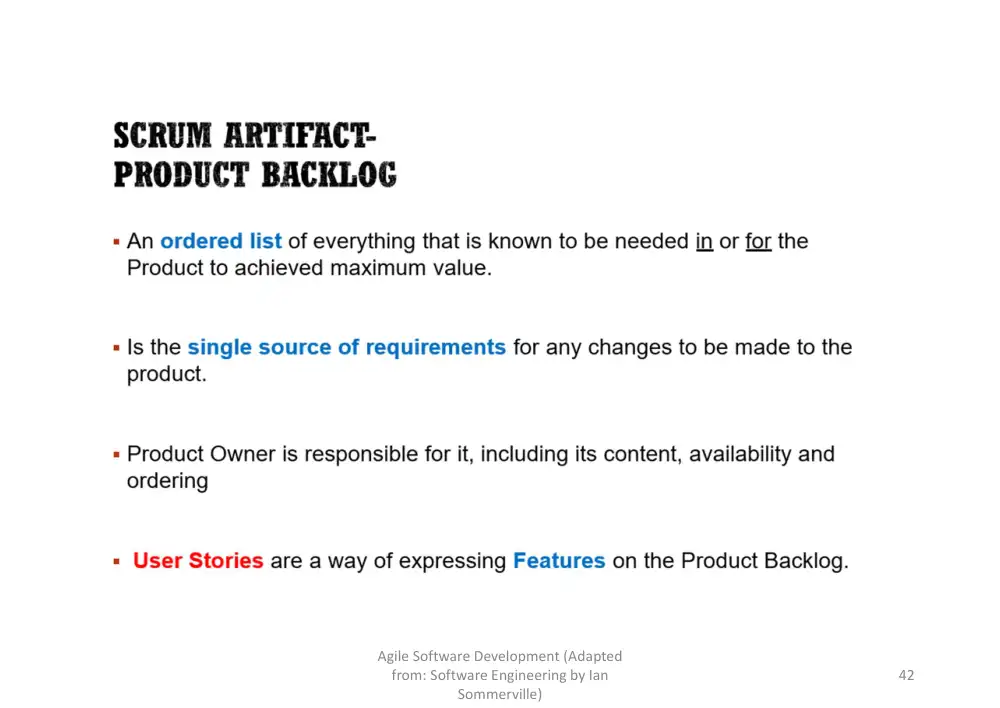 SCRUM ARTIFACT-
PRODUCT BACKLOG
▪ An ordered list of everything that is known to be needed in or for the
Product to achieved maximum value.
▪ Is the single source of requirements for any changes to be made to the
product.
▪ Product Owner is responsible for it, including its content, availability and
ordering
▪ User Stories are a way of expressing Features on the Product Backlog.
Agile Software Development (Adapted
from: Software Engineering by Ian
Sommerville)
42